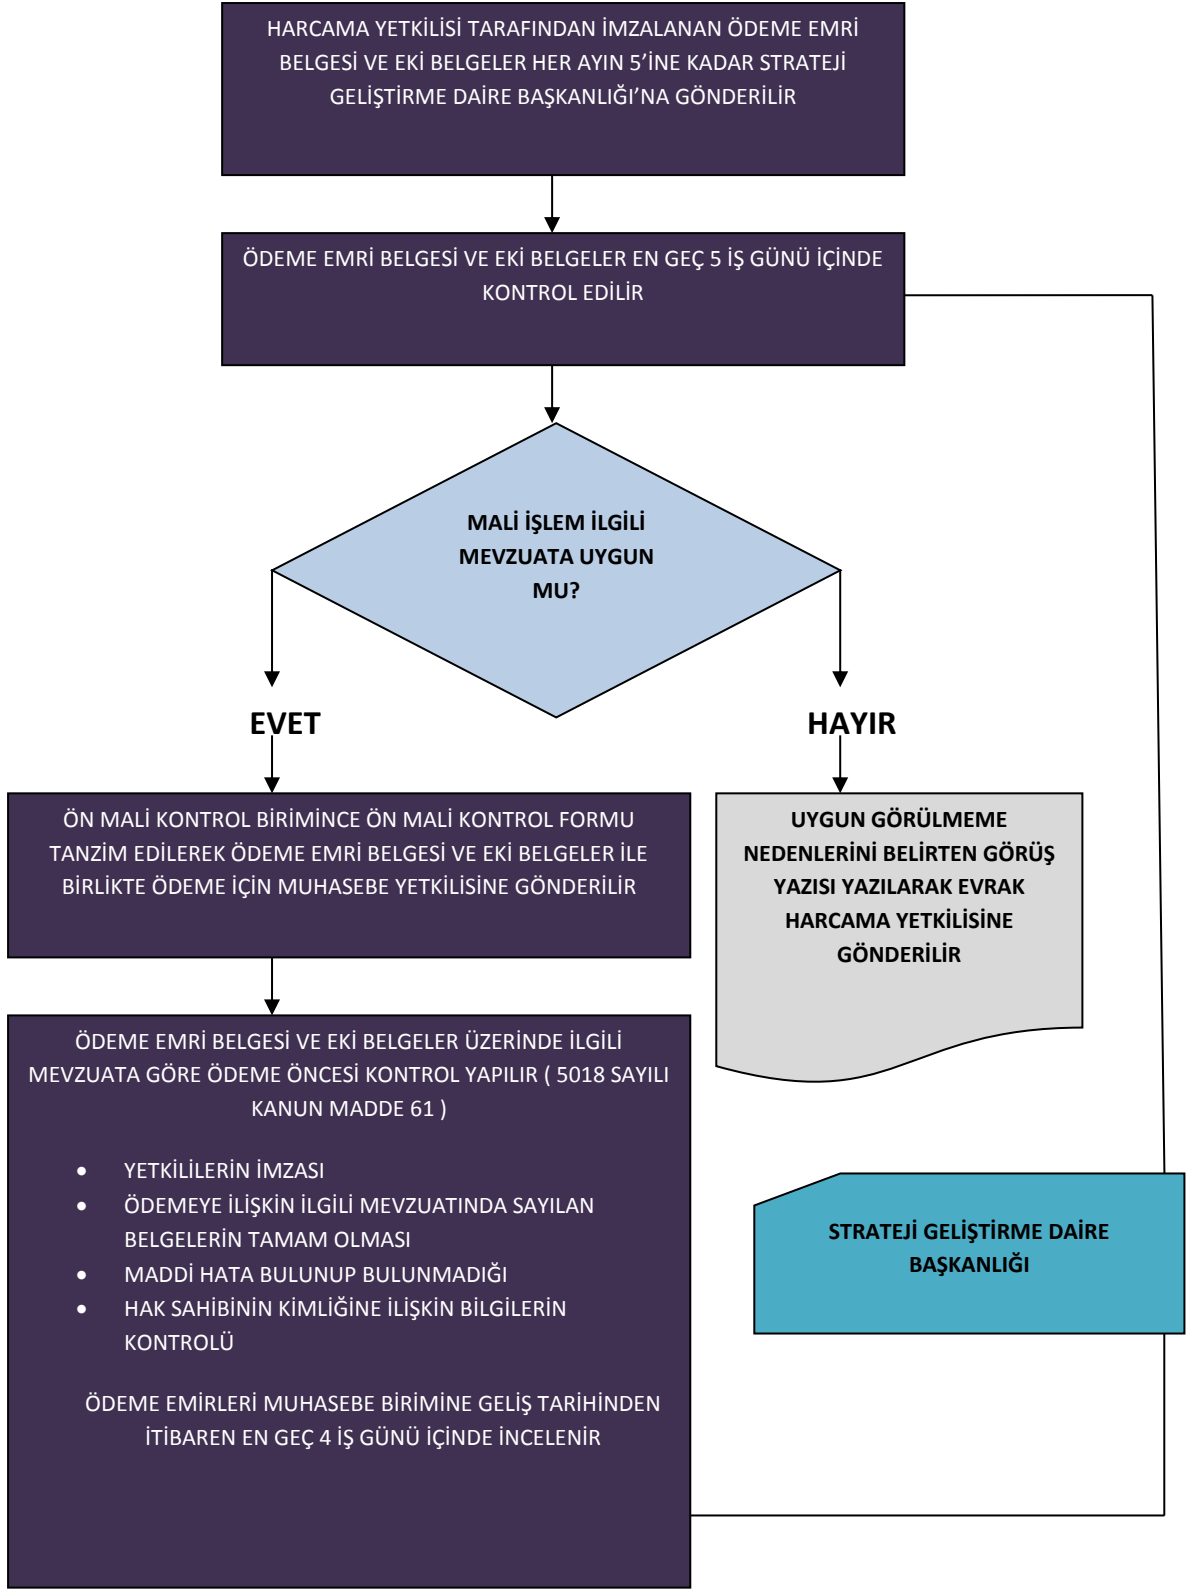 HARCAMA YETKİLİSİ TARAFINDAN İMZALANAN ÖDEME EMRİ
BELGESİ VE EKİ BELGELER HER AYIN 5’İNE KADAR STRATEJİ
GELİŞTİRME DAİRE BAŞKANLIĞI’NA GÖNDERİLİR
ÖDEME EMRİ BELGESİ VE EKİ BELGELER EN GEÇ 5 İŞ GÜNÜ İÇİNDE
KONTROL EDİLİR
MALİ İŞLEM İLGİLİ
MEVZUATA UYGUN
MU?
EVET
HAYIR
ÖN MALİ KONTROL BİRİMİNCE ÖN MALİ KONTROL FORMU
TANZİM EDİLEREK ÖDEME EMRİ BELGESİ VE EKİ BELGELER İLE
BİRLİKTE ÖDEME İÇİN MUHASEBE YETKİLİSİNE GÖNDERİLİR
UYGUN GÖRÜLMEME
NEDENLERİNİ BELİRTEN GÖRÜŞ
YAZISI YAZILARAK EVRAK
HARCAMA YETKİLİSİNE
GÖNDERİLİR
ÖDEME EMRİ BELGESİ VE EKİ BELGELER ÜZERİNDE İLGİLİ
MEVZUATA GÖRE ÖDEME ÖNCESİ KONTROL YAPILIR ( 5018 SAYILI
KANUN MADDE 61 )
• YETKİLİLERİN İMZASI
• ÖDEMEYE İLİŞKİN İLGİLİ MEVZUATINDA SAYILAN
BELGELERİN TAMAM OLMASI
• MADDİ HATA BULUNUP BULUNMADIĞI
• HAK SAHİBİNİN KİMLİĞİNE İLİŞKİN BİLGİLERİN
KONTROLÜ
ÖDEME EMİRLERİ MUHASEBE BİRİMİNE GELİŞ TARİHİNDEN
İTİBAREN EN GEÇ 4 İŞ GÜNÜ İÇİNDE İNCELENİR
STRATEJİ GELİŞTİRME DAİRE
BAŞKANLIĞI